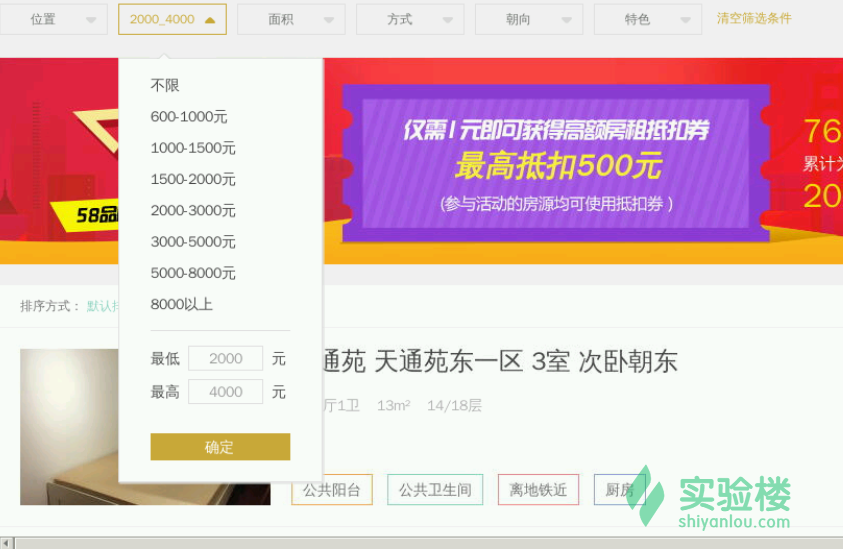 位置 2000_4000 面积 方式 朝向 特色 清空筛选条件
不限
600-1000元
1000-1500元
1500-2000元
2000-3000元
3000-5000元
5000-8000元
8000以上
最低 2000 元
最高 4000 元
确定
58品
仅需1元即可获得高额房租抵扣券
最高抵扣500元
(参与活动的房源均可使用抵扣券)
76
累计为
20
排序方式: 默认排
通苑 天通苑东一区 3室 次卧朝东
厅1卫 13m² 14/18层
公共阳台 公共卫生间 离地铁近 厨房
实验楼
shiyanlou.com